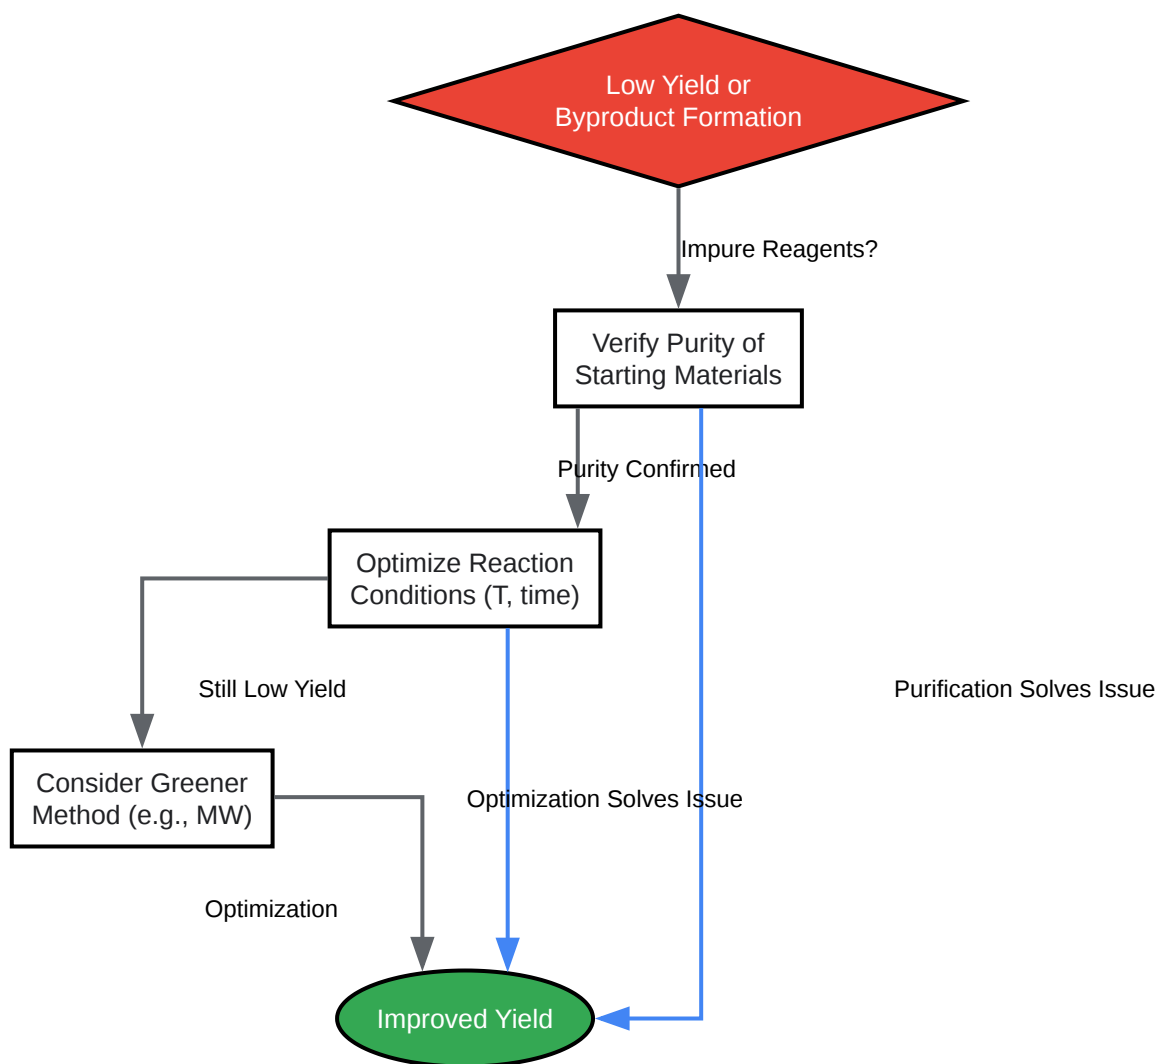 Low Yield or
Byproduct Formation
Impure Reagents?
Verify Purity of
Starting Materials
Purity Confirmed
Optimize Reaction
Conditions (T, time)
Still Low Yield
Purification Solves Issue
Consider Greener
Method (e.g., MW)
Optimization Solves Issue
Optimization
Improved Yield